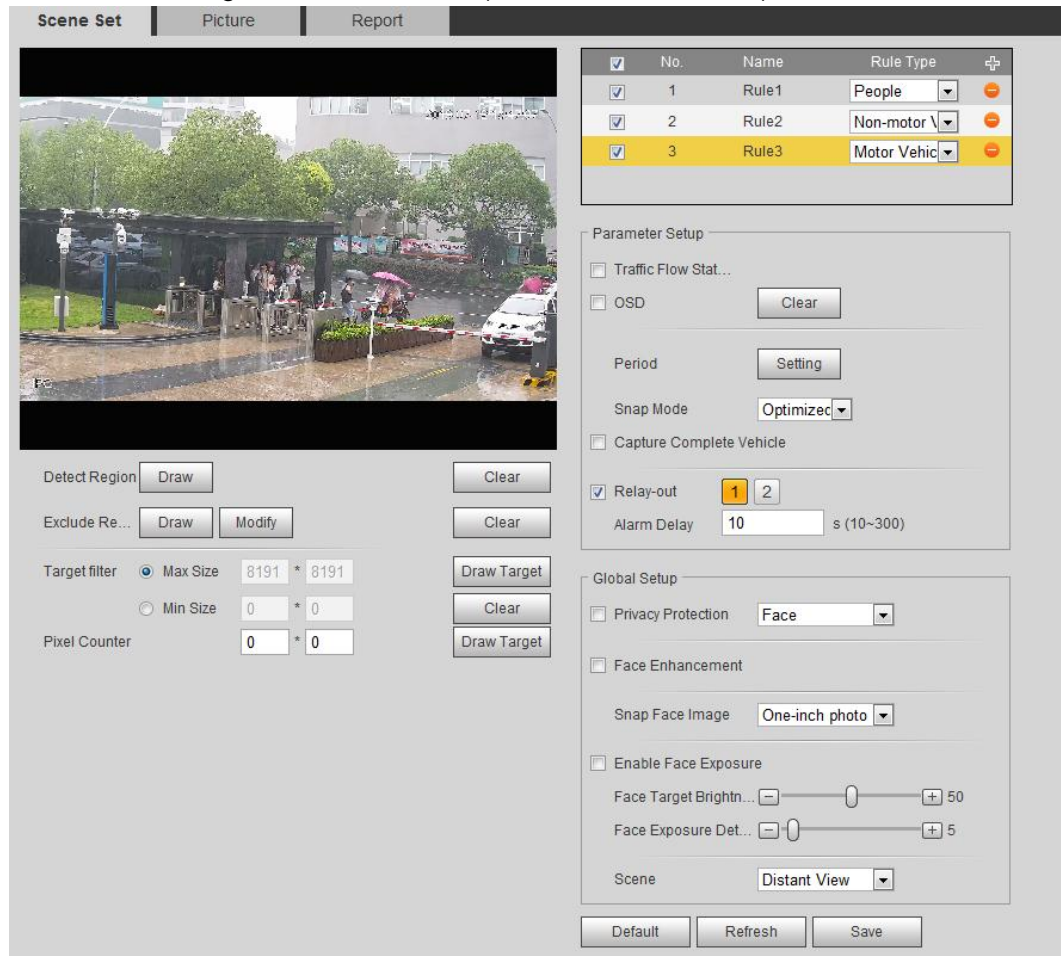 Scene Set Picture Report
No. Name Rule Type
1 Rule1 People
2 Rule2 Non-motor V
3 Rule3 Motor Vehic
Parameter Setup
Traffic Flow Stat...
OSD Clear
Period Setting
Snap Mode Optimized
Capture Complete Vehicle
Relay-out 1 2
Alarm Delay 10 s (10~300)
Detect Region Draw Clear
Exclude Re... Draw Modify Clear
Target filter Max Size 8191 * 8191 Draw Target
Min Size 0 * 0 Clear
Pixel Counter 0 * 0 Draw Target
Global Setup
Privacy Protection Face
Face Enhancement
Snap Face Image One-inch photo
Enable Face Exposure
Face Target Brightn... 50
Face Exposure Det... 5
Scene Distant View
Default Refresh Save